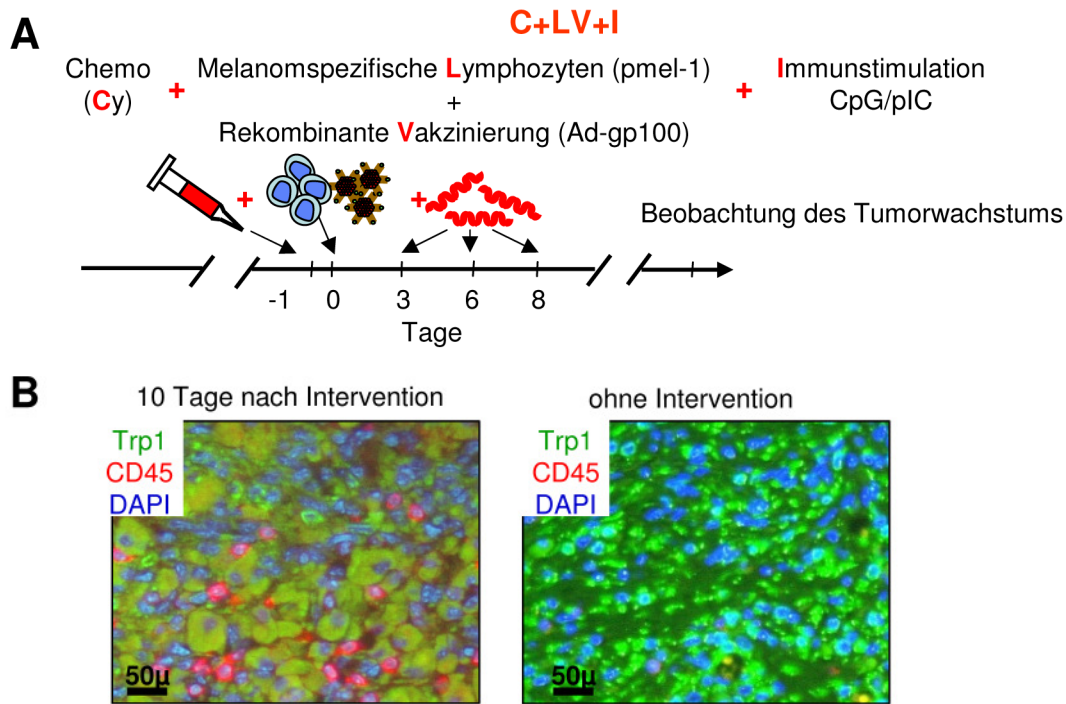 A
C+LV+I
Chemo
(Cy)
+
Melanomspezifische Lymphozyten (pmel-1)
+
Rekombinante Vakzinierung (Ad-gp100)
+
Immunstimulation
CpG/pIC
+
+
Beobachtung des Tumorwachstums
-1 0 3 6 8
Tage
B
10 Tage nach Intervention
Trp1
CD45
DAPI
50µ
ohne Intervention
Trp1
CD45
DAPI
50µ